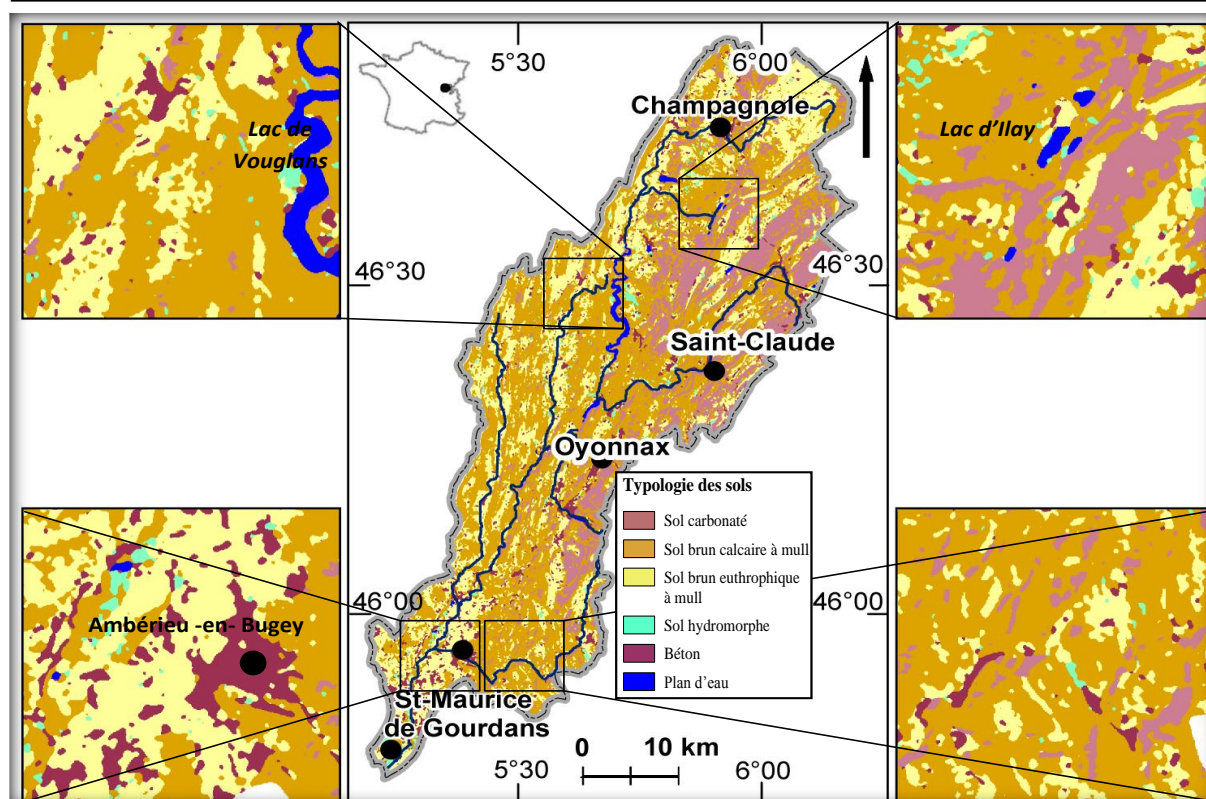 5°30
6°00
Champagnole
Lac de
Vouglans
Lac d’Ilay
46°30
46°30
Saint-Claude
Oyonnax
Typologie des sols
Sol carbonaté
Sol brun calcaire à mull
Sol brun euthrophique
à mull
Sol hydromorphe
Béton
Plan d’eau
46°00
46°00
Ambérieu -en- Bugey
St-Maurice
de Gourdans
0 10 km
5°30
6°00